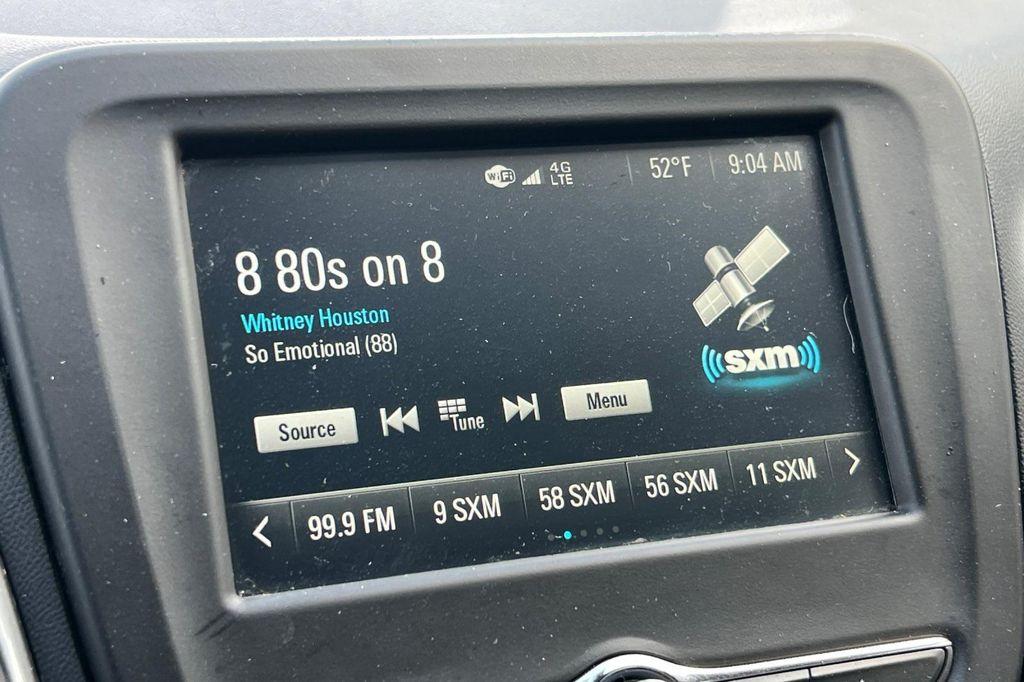 WiFi 4G LTE 52°F 9:04 AM
8 80s on 8
Whitney Houston
So Emotional (88)
sxm
Source Tune Menu
99.9 FM 9 SXM 58 SXM 56 SXM 11 SXM